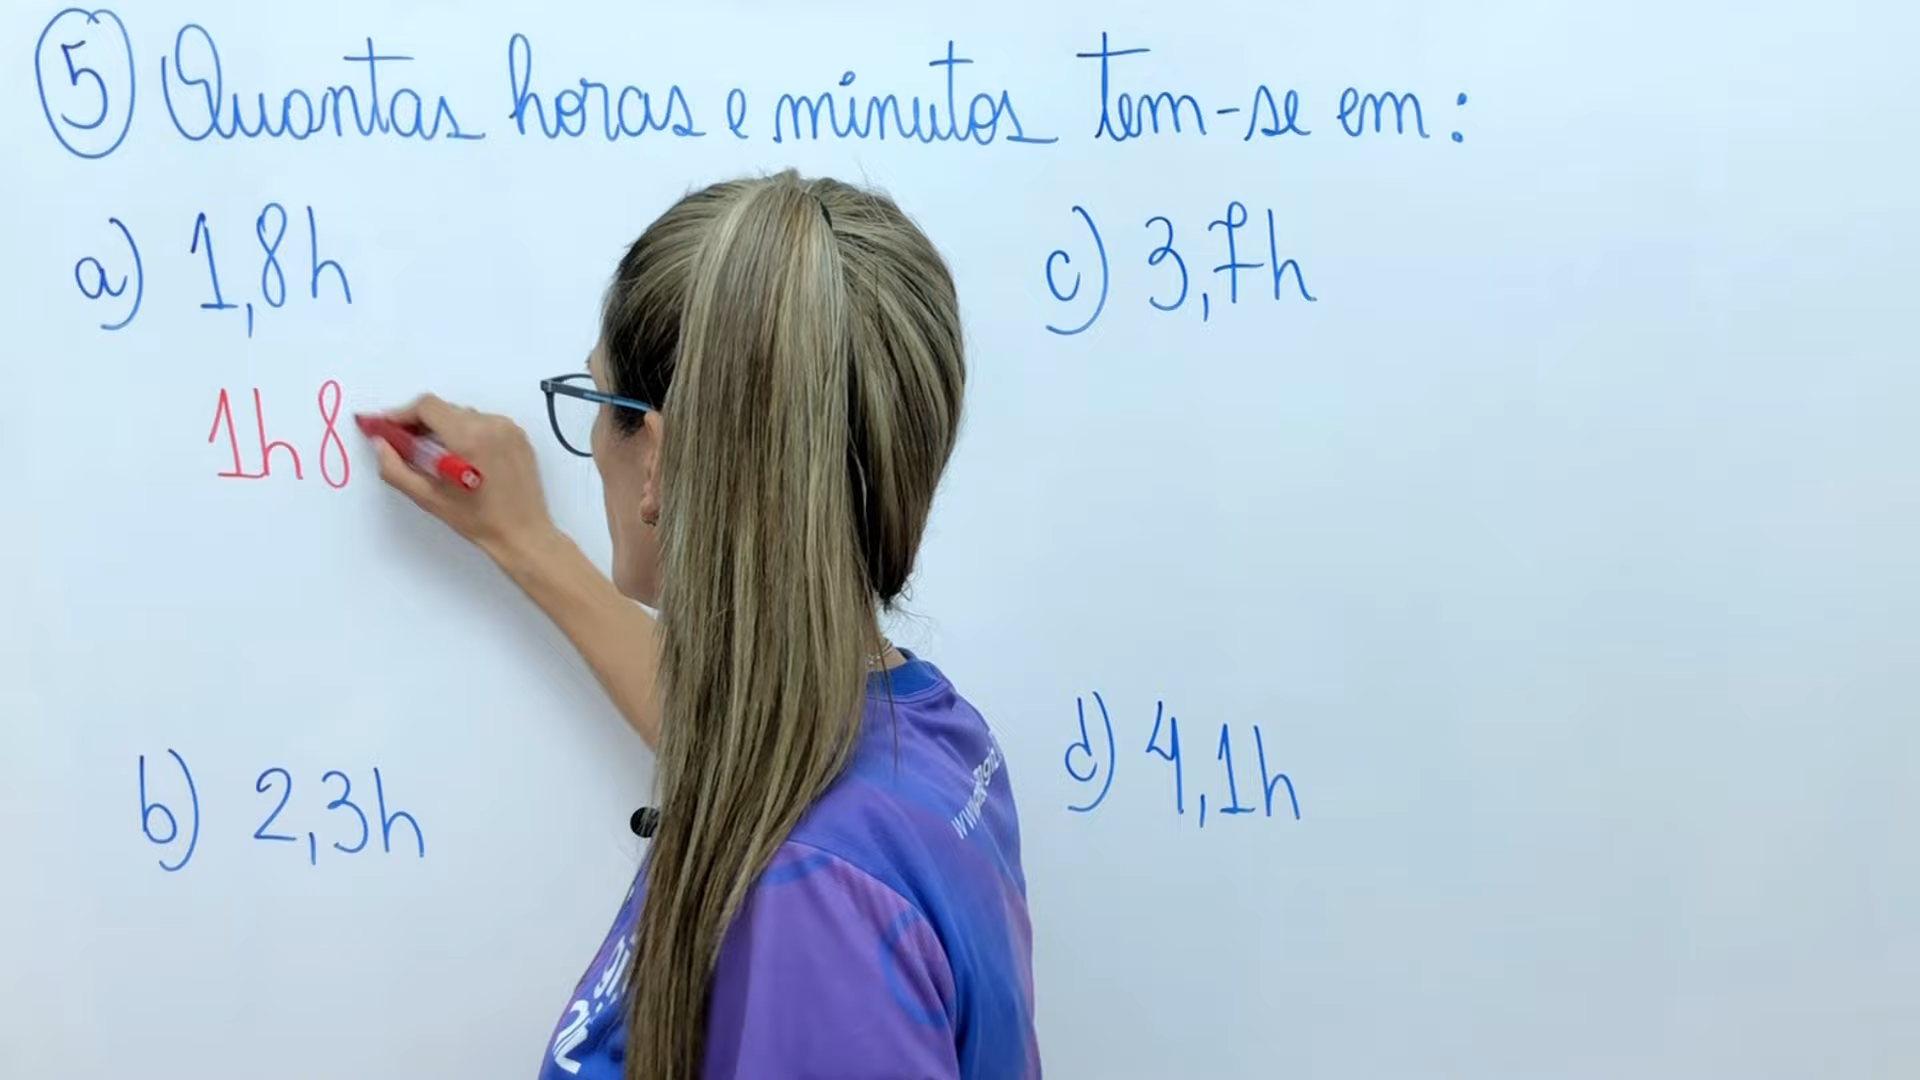 5 Quantas horas e minutos tem-se em:
a) 1,8h
1h 8
b) 2,3h
c) 3,7h
d) 4,1h